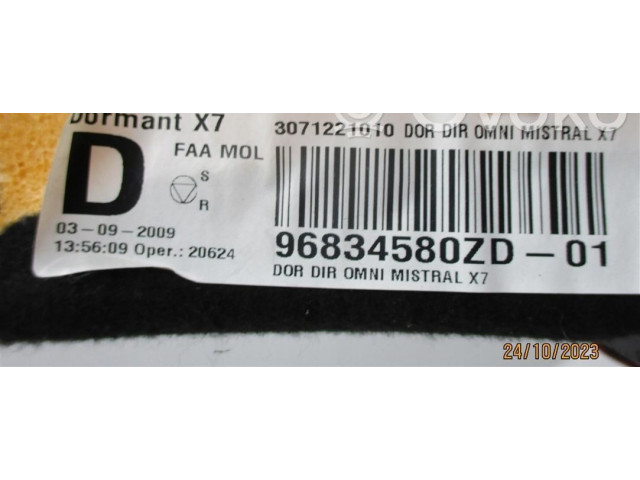 Dormant X7
3071221010 DOR DIR OMNI MISTRAL X7
D
FAA MOL
S
R
03-09-2009
13:56:09 Oper.: 20624
96834580ZD-01
DOR DIR OMNI MISTRAL X7
24/10/2023